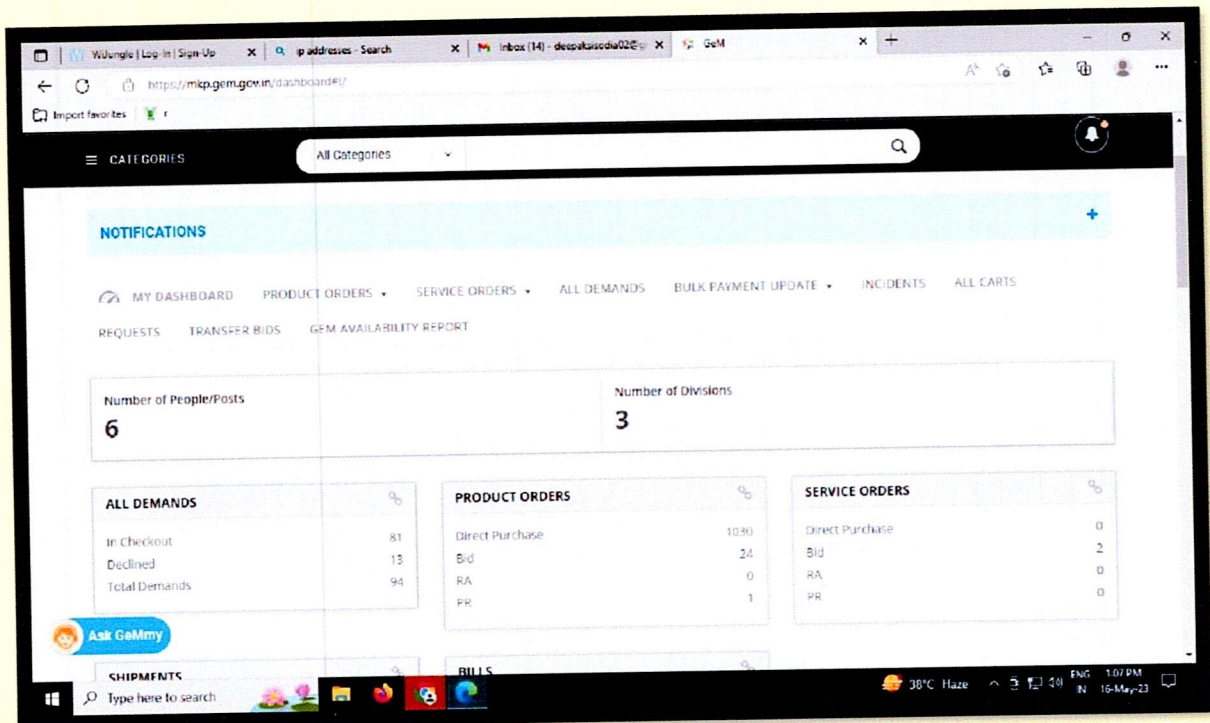 WiJungle | Log-In | Sign-Up X ip addresses - Search X Inbox (14) - deepaksisodia02@ X GeM X +
https://mkp.gem.gov.in/dashboard#!/
Import favorites r
CATEGORIES All Categories
NOTIFICATIONS +
MY DASHBOARD PRODUCT ORDERS SERVICE ORDERS ALL DEMANDS BULK PAYMENT UPDATE INCIDENTS ALL CARTS
REQUESTS TRANSFER BIDS GEM AVAILABILITY REPORT
Number of People/Posts Number of Divisions
6 3
ALL DEMANDS
In Checkout 81
Declined 13
Total Demands 94
PRODUCT ORDERS
Direct Purchase 1030
Bid 24
RA 0
PR 1
SERVICE ORDERS
Direct Purchase 0
Bid 2
RA 0
PR 0
Ask GeMmy
SHIPMENTS BILLS
Type here to search 38°C Haze ENG 1:07 PM
IN 16-May-23